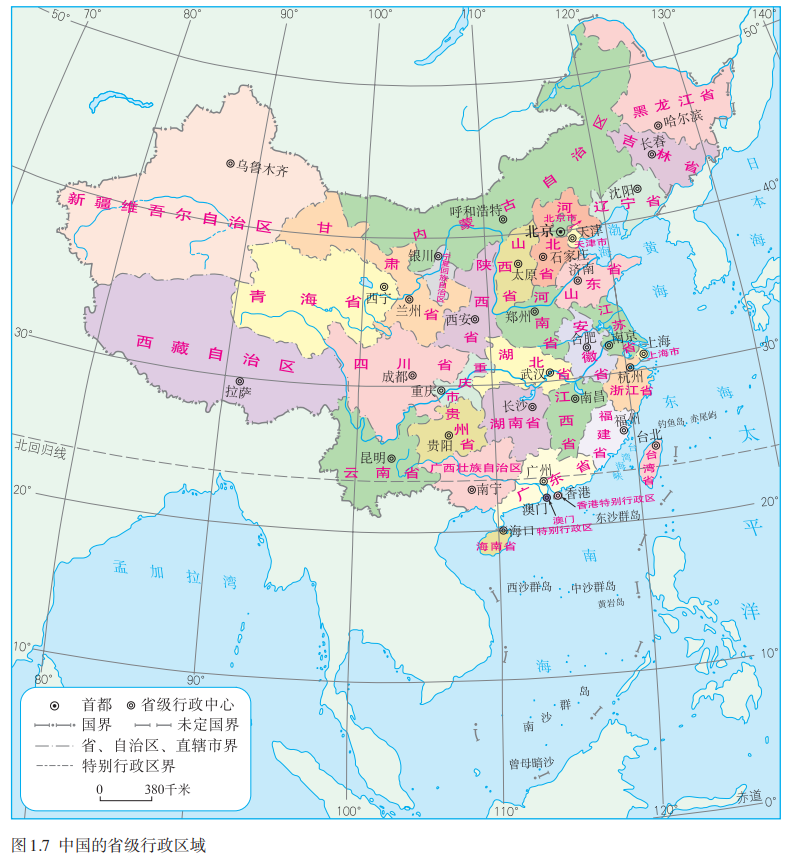 50° 70° 80° 90° 100° 110° 120° 130° 140°
50°
黑龙江省
哈尔滨
吉林省
长春
乌鲁木齐
新疆维吾尔自治区
内蒙古自治区
呼和浩特
辽宁省
沈阳
40°
日本海
甘肃省
河北省
北京市
北京
天津
天津市
渤海
黄海
银川
宁夏回族自治区
陕西省
山西省
太原
石家庄
济南
山东省
青海省
西宁
兰州
西安
郑州
河南省
江苏省
安徽省
合肥
南京
上海
上海市
30°
30°
西藏自治区
拉萨
四川省
成都
重庆市
重庆
湖北省
武汉
杭州
浙江省
东海
长沙
湖南省
南昌
江西省
贵州省
贵阳
福建省
福州
钓鱼岛
赤尾屿
台北
台湾省
台湾海峡
太平洋
北回归线
昆明
云南省
广西壮族自治区
南宁
广州
广东省
香港
香港特别行政区
澳门
澳门
特别行政区
东沙群岛
20°
20°
海口
海南省
孟加拉湾
南海
西沙群岛
中沙群岛
黄岩岛
10°
10°
南沙群岛
曾母暗沙
80° 90°
首都 省级行政中心
国界 未定国界
省、自治区、直辖市界
特别行政区界
0 380千米
赤道 0°
100° 110° 120°
图1.7 中国的省级行政区域